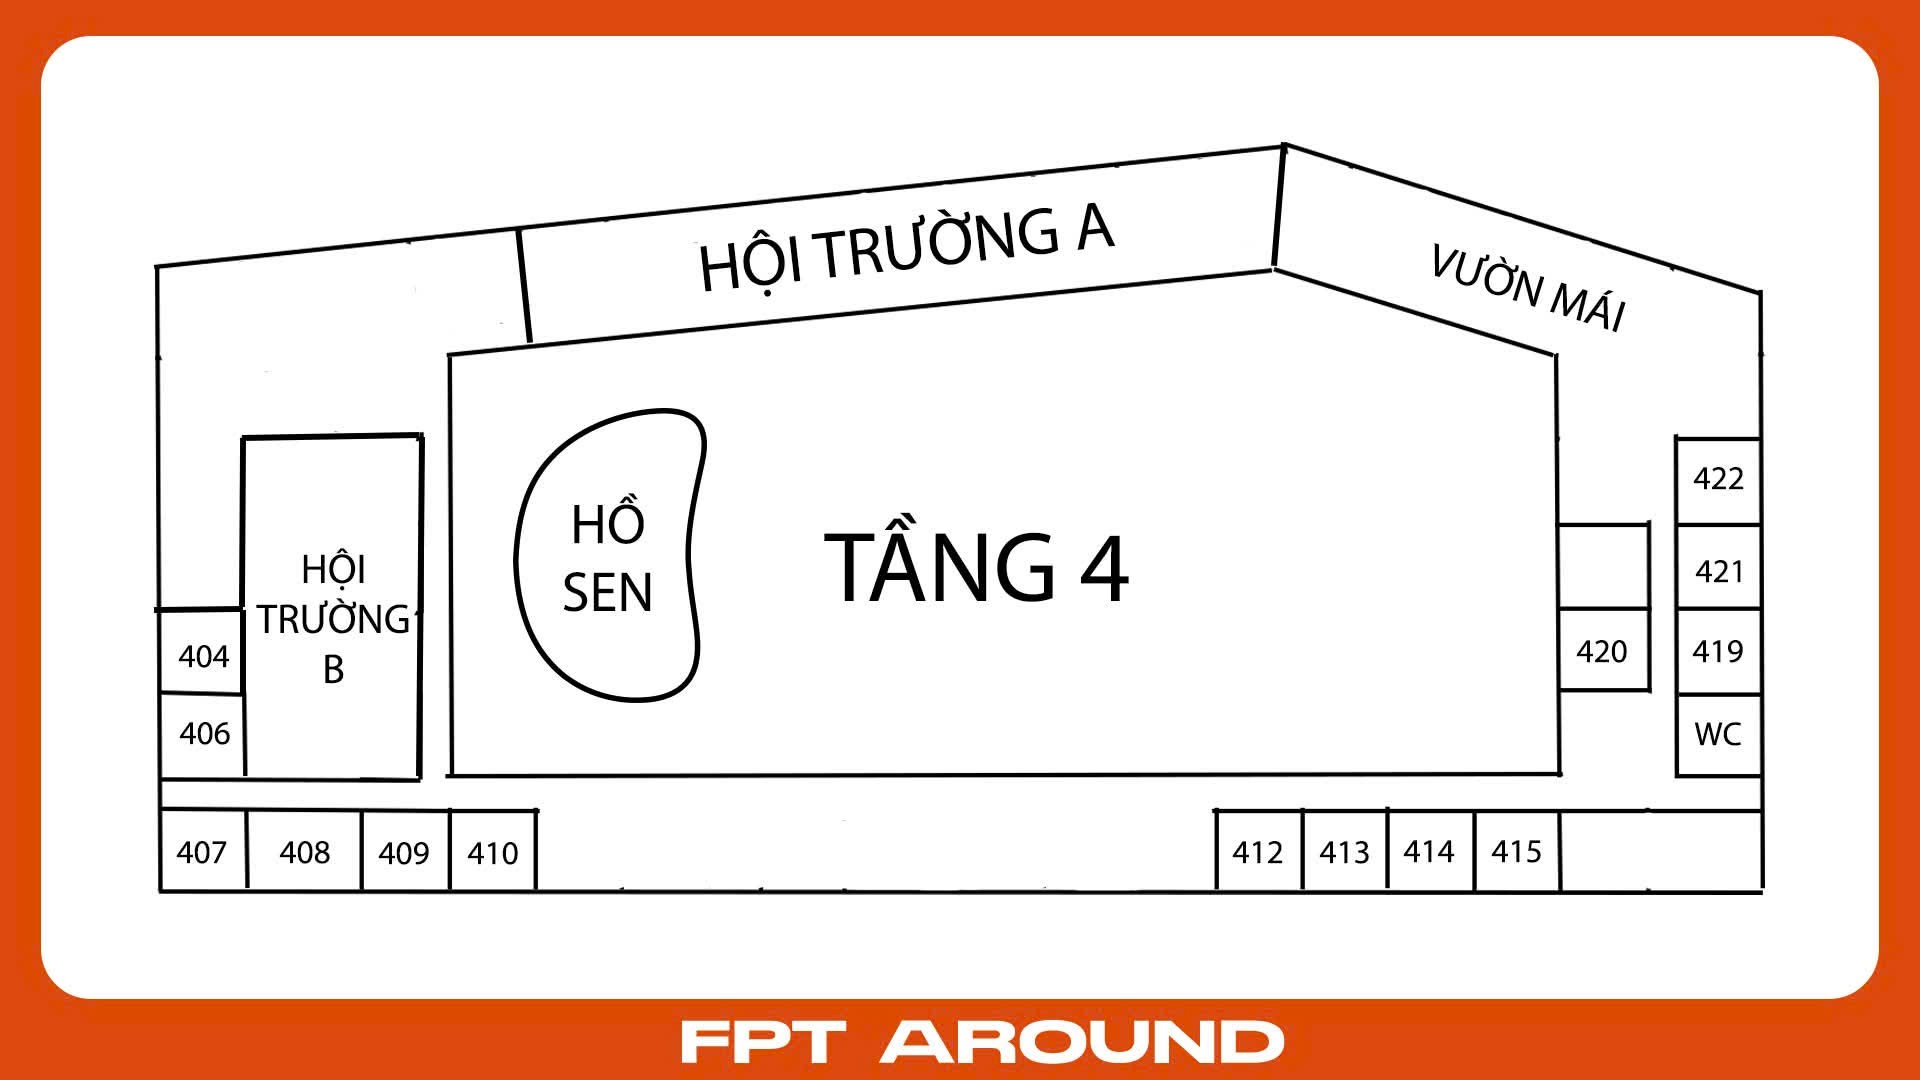 HỘI TRƯỜNG A
VƯỜN MÁI
HỒ
SEN
TẦNG 4
HỘI
TRƯỜNG
B
404
406
422
421
420
419
WC
407
408
409
410
412
413
414
415
FPT AROUND